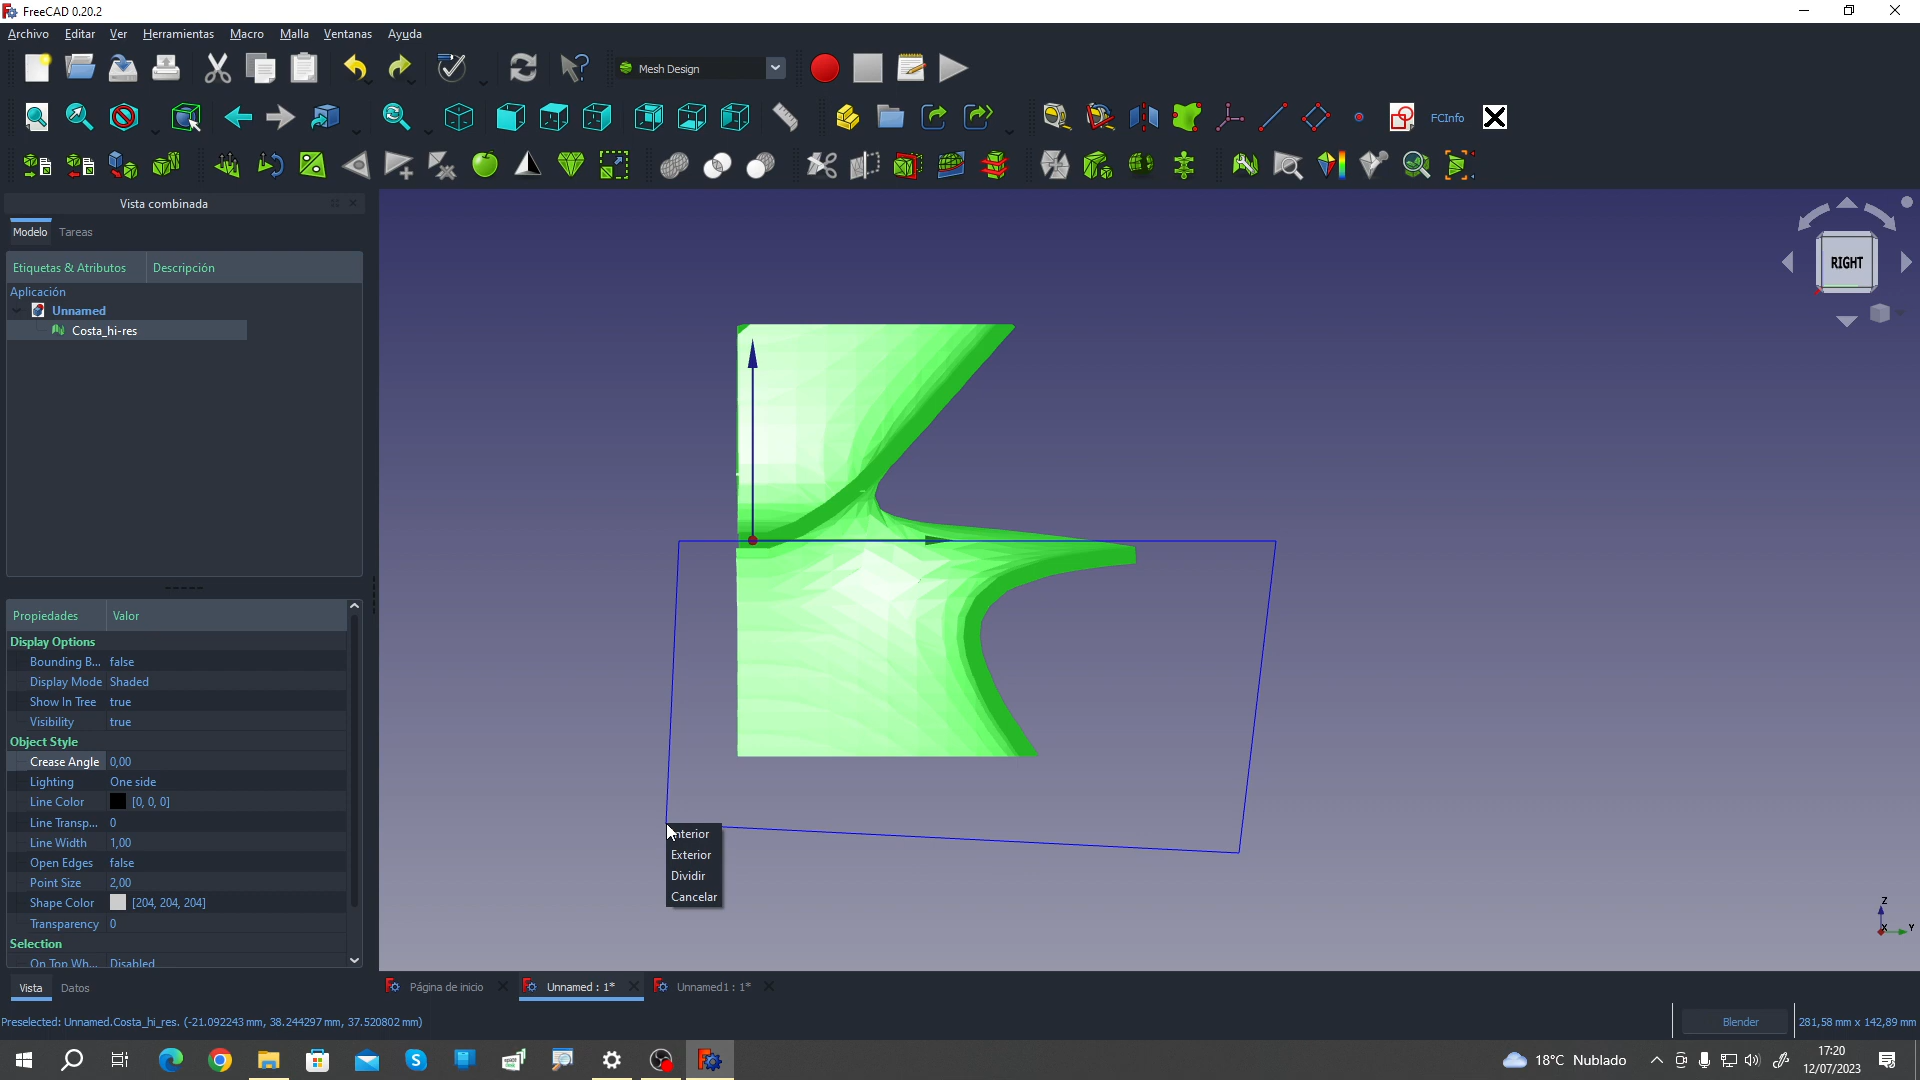 FreeCAD 0.20.2
Archivo Editar Ver Herramientas Macro Malla Ventanas Ayuda
Mesh Design
FCInfo
Vista combinada
Modelo Tareas
Etiquetas & Atributos Descripción
Aplicación
Unnamed
Costa_hi-res
RIGHT
Propiedades Valor
Display Options
Bounding B... false
Display Mode Shaded
Show In Tree true
Visibility true
Object Style
Crease Angle 0,00
Lighting One side
Line Color [0, 0, 0]
Line Transp... 0
Line Width 1,00
Open Edges false
Point Size 2,00
Shape Color [204, 204, 204]
Transparency 0
Selection
On Top Wh... Disabled
Exterior
Dividir
Cancelar
Z
X
Y
Vista Datos
Página de inicio Unnamed : 1* Unnamed1 : 1*
Preselected: Unnamed.Costa_hi_res. (-21.092243 mm, 38.244297 mm, 37.520802 mm)
Blender 281,58 mm x 142,89 mm
18°C Nublado
17:20
12/07/2023